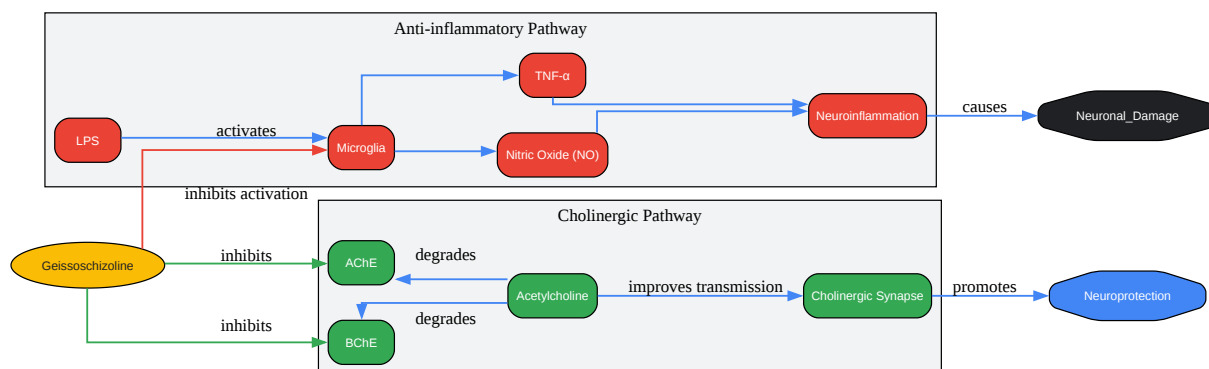 Anti-inflammatory Pathway
TNF-α
LPS
activates
Microglia
Nitric Oxide (NO)
Neuroinflammation
causes
Neuronal_Damage
inhibits activation
Cholinergic Pathway
Geissoschizoline
inhibits
AChE
degrades
Acetylcholine
improves transmission
Cholinergic Synapse
promotes
Neuroprotection
degrades
inhibits
BChE